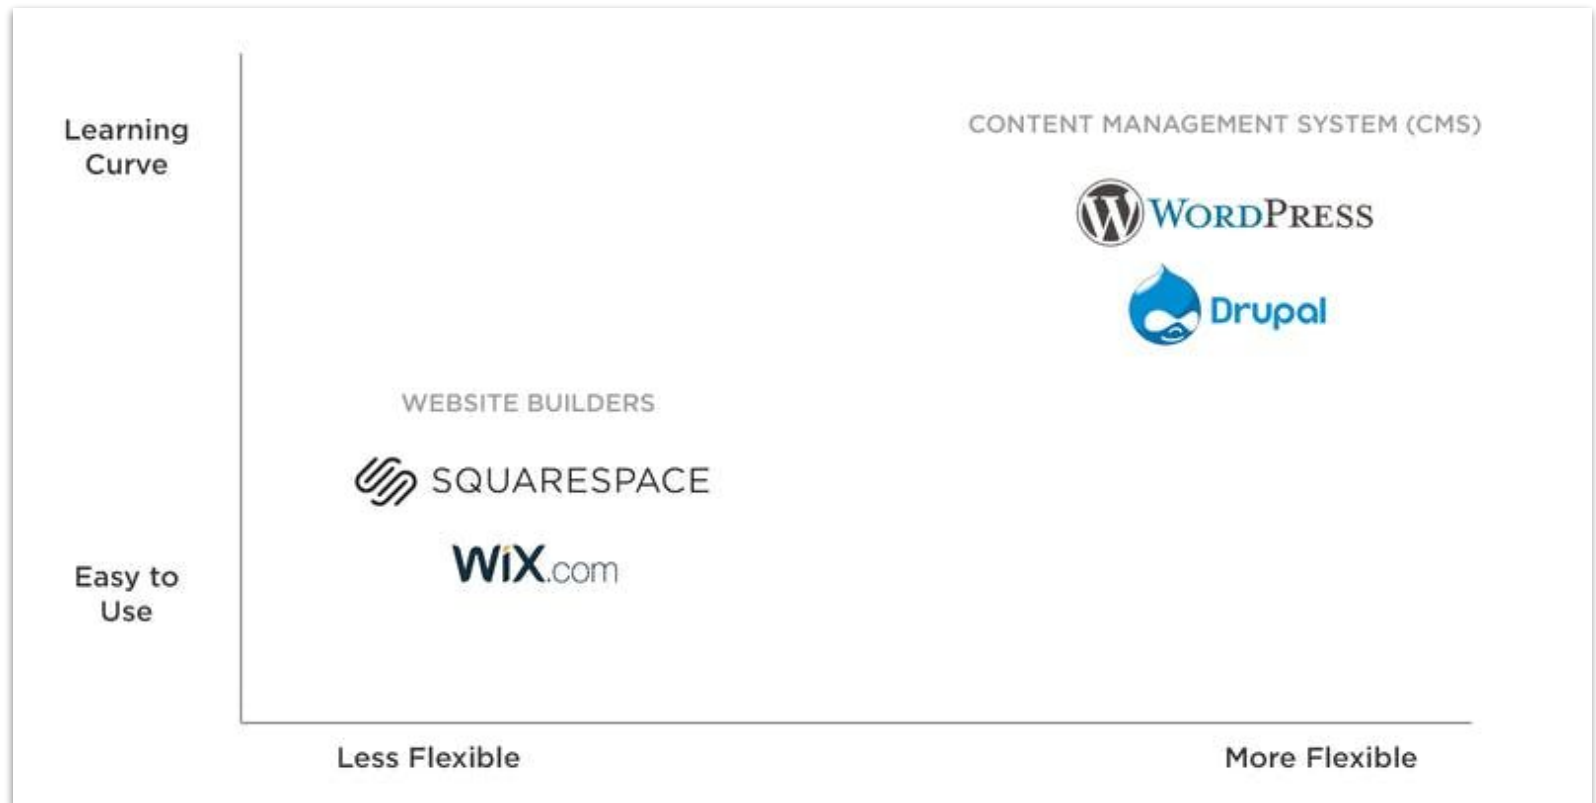 Learning
Curve
CONTENT MANAGEMENT SYSTEM (CMS)
WORDPRESS
Drupal
WEBSITE BUILDERS
SQUARESPACE
WiX.com
Easy to
Use
Less Flexible
More Flexible